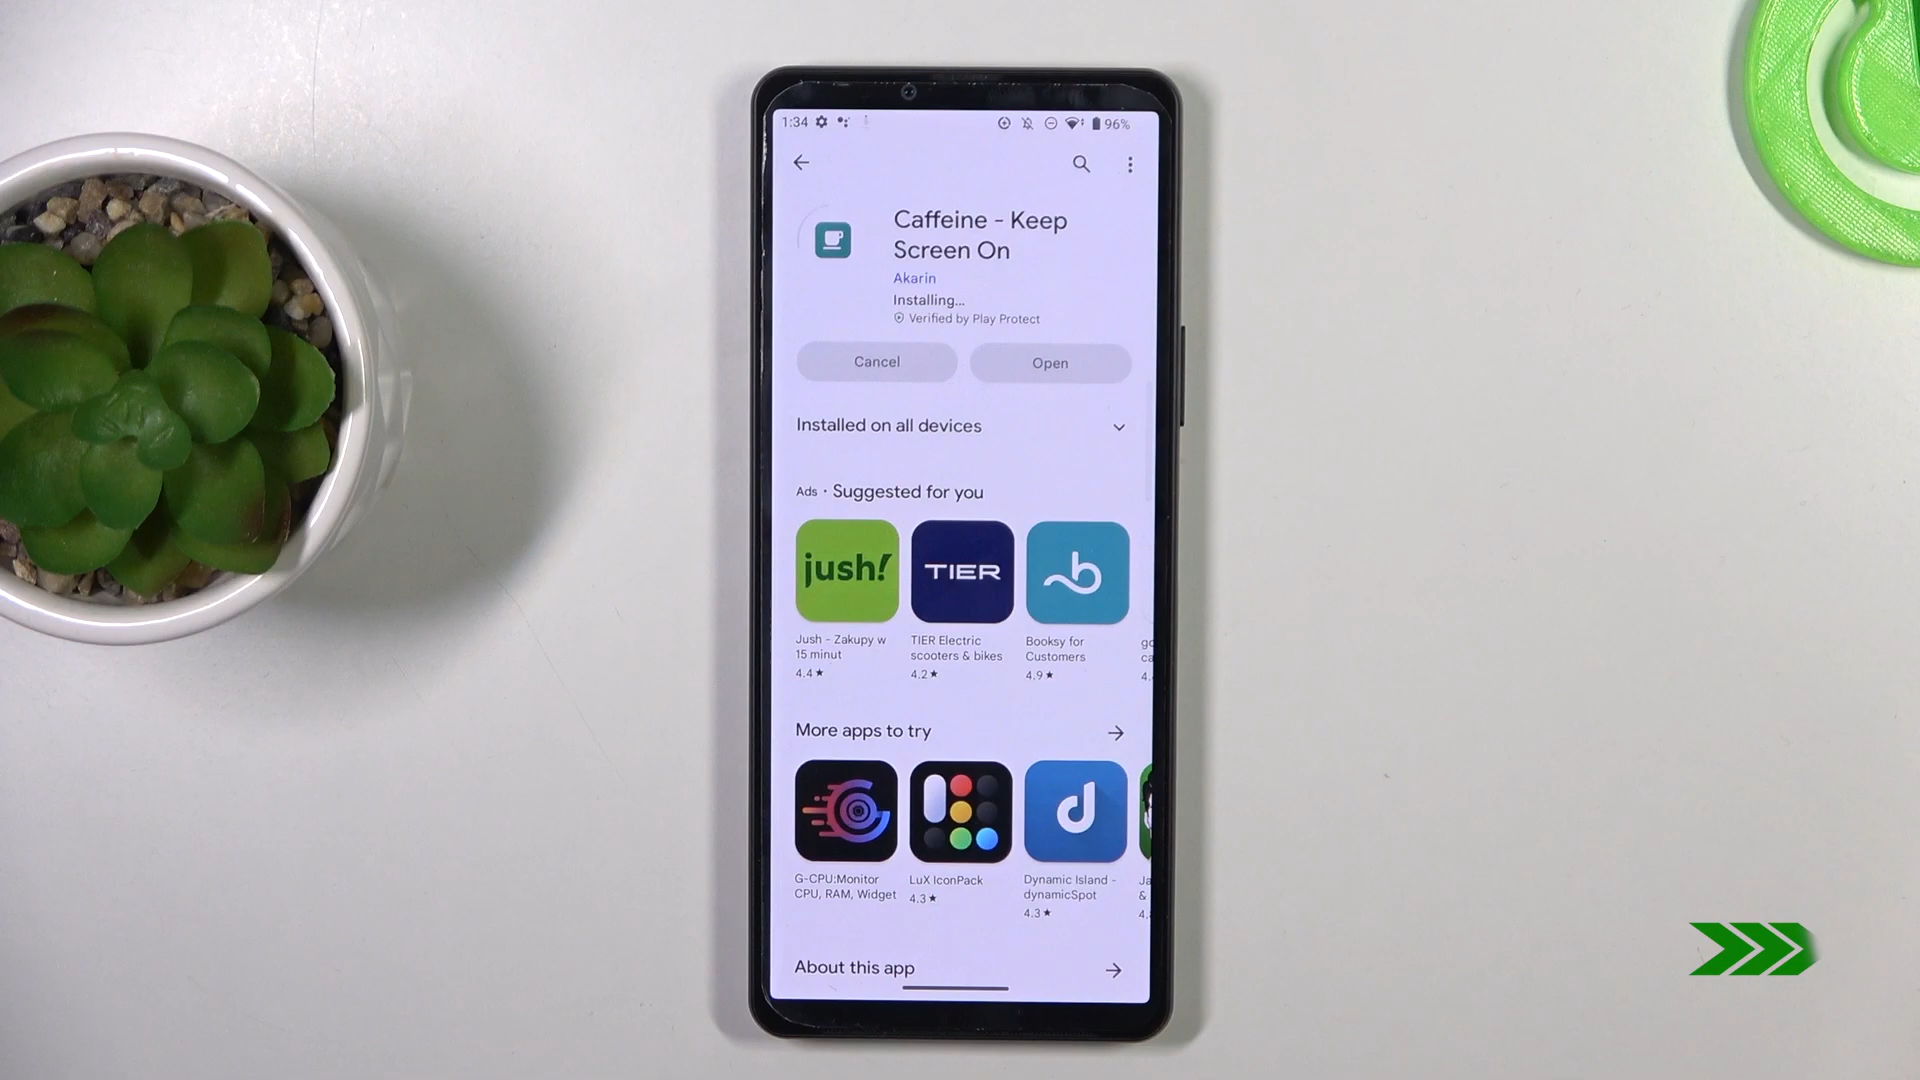 1:34
96%
Caffeine - Keep
Screen On
Akarin
Installing...
Verified by Play Protect
Cancel
Open
Installed on all devices
Ads · Suggested for you
jush!
TIER
b
Jush - Zakupy w
15 minut
4.4★
TIER Electric
scooters & bikes
4.2★
Booksy for
Customers
4.9★
More apps to try
d
G-CPU:Monitor
CPU, RAM, Widget
LuX IconPack
4.3★
Dynamic Island -
dynamicSpot
4.3★
&
About this app